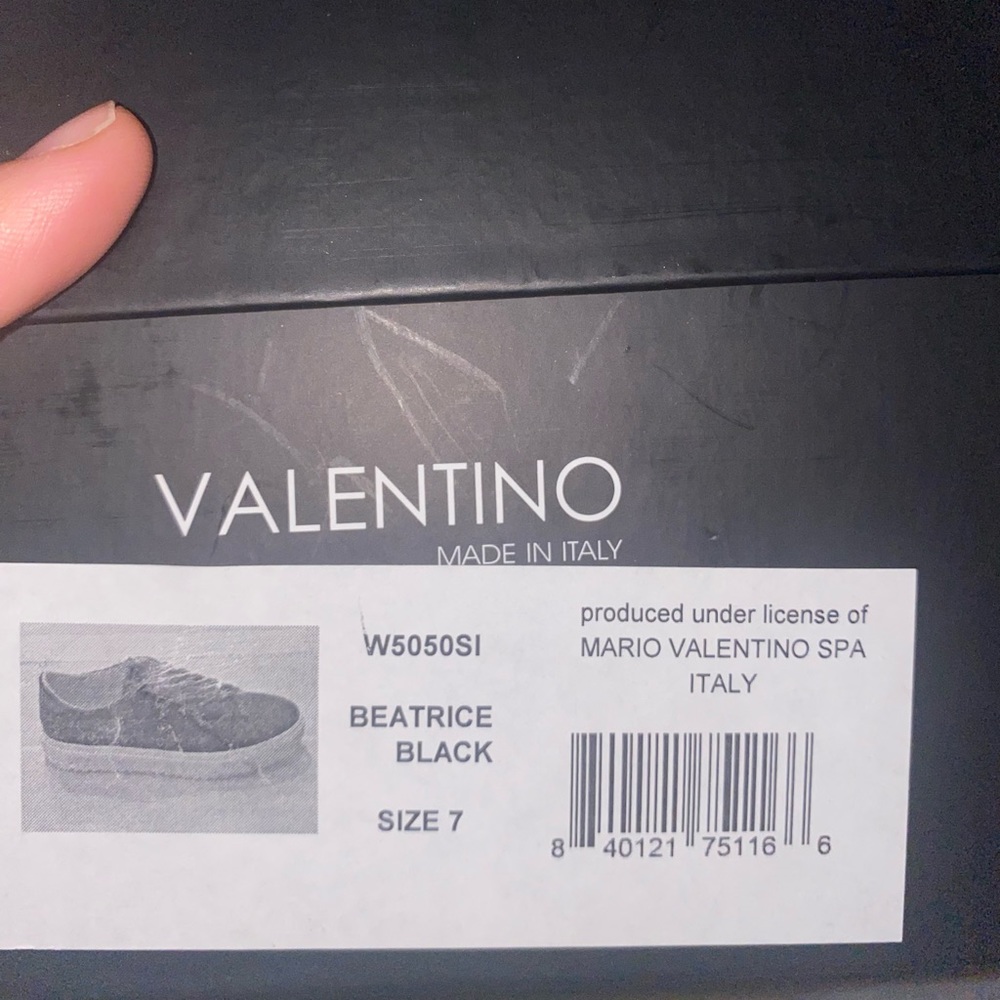 VALENTINO
MADE IN ITALY
W5050SI
BEATRICE
BLACK
SIZE 7
produced under license of
MARIO VALENTINO SPA
ITALY
8 40121 75116 6